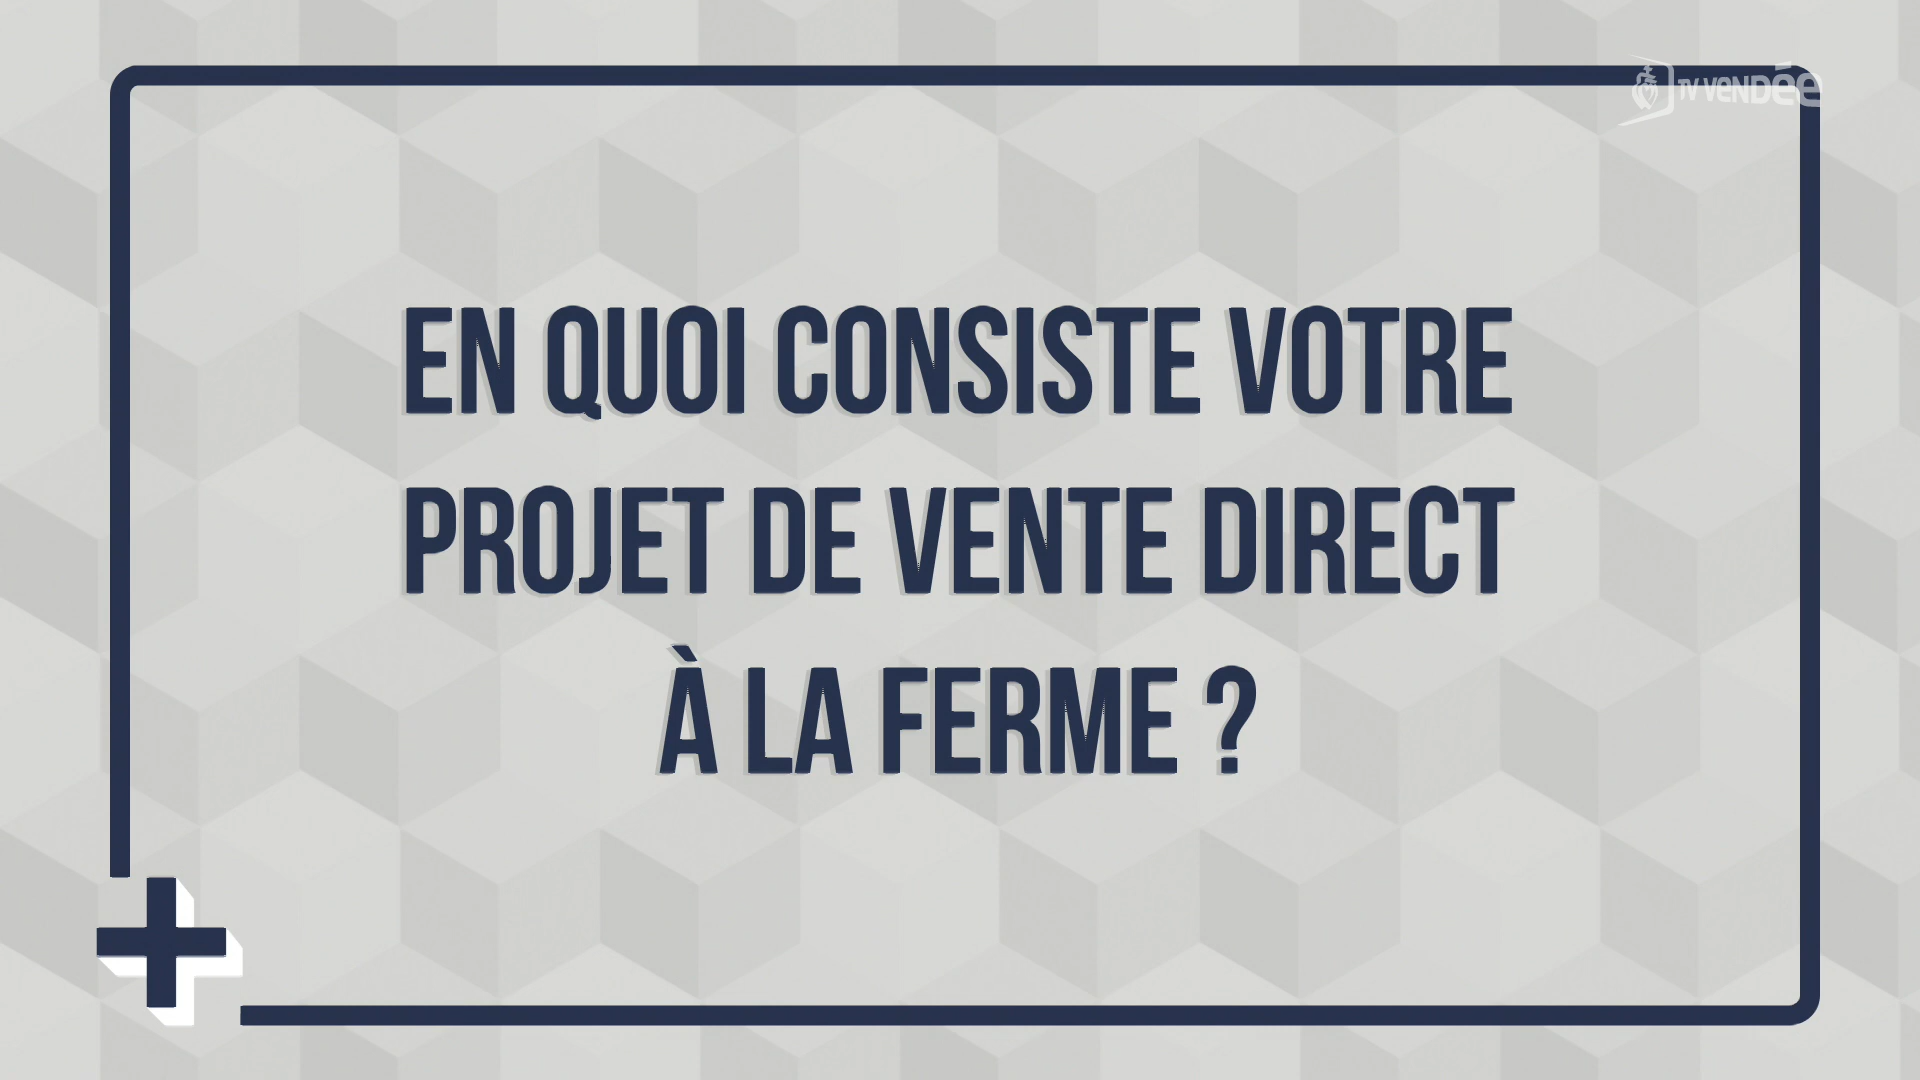 TV VENDÉE
EN QUOI CONSISTE VOTRE
PROJET DE VENTE DIRECT
À LA FERME ?